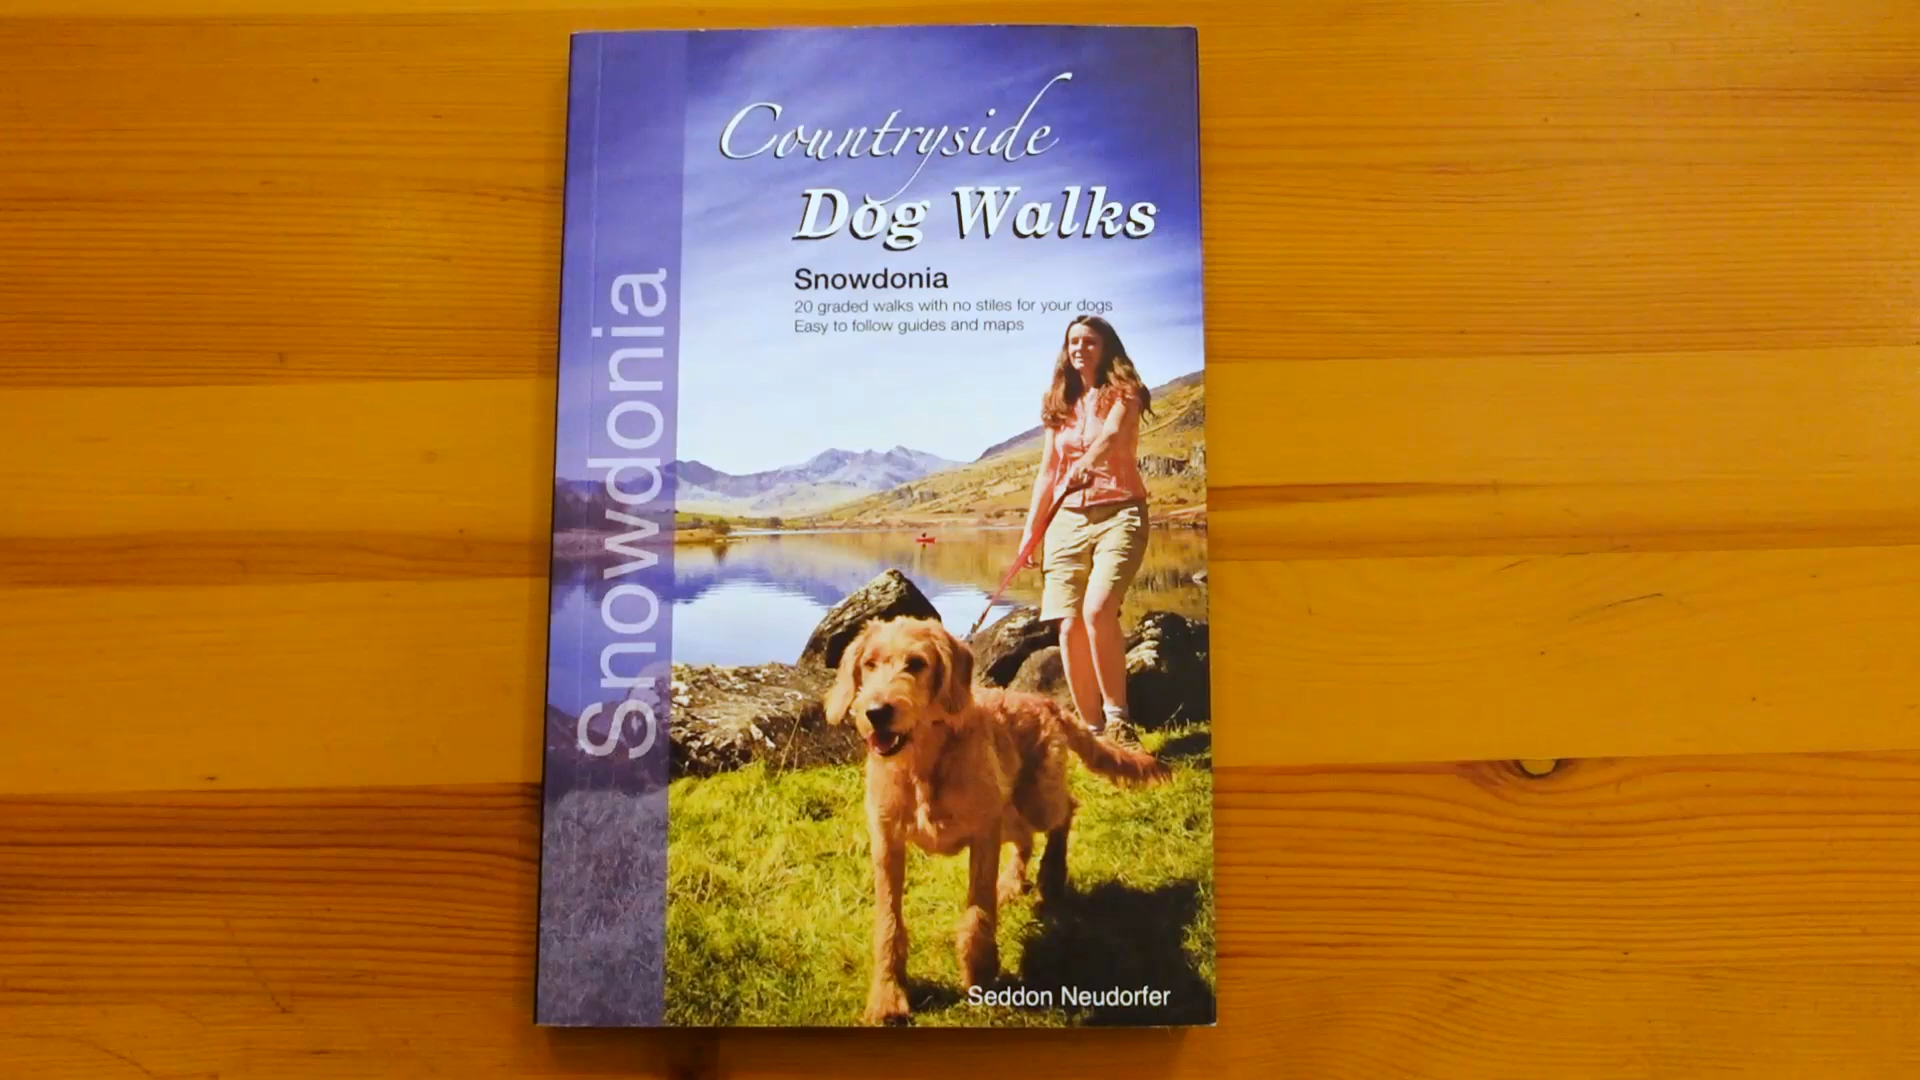 Countryside
Dog Walks
Snowdonia
20 graded walks with no stiles for your dogs
Easy to follow guides and maps
Snowdonia
Seddon Neudorfer